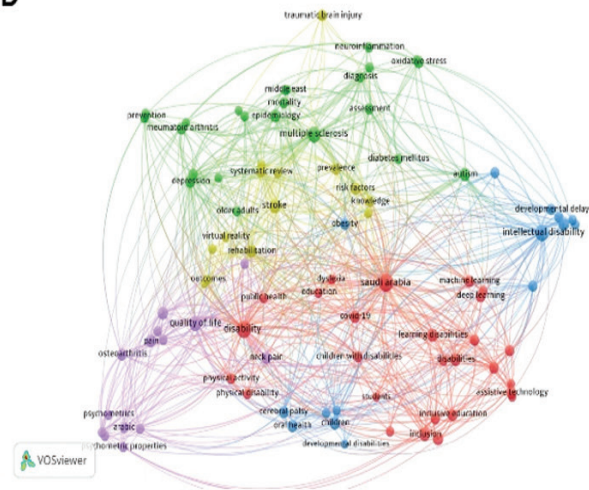 traumatic brain injury
neuroinflammation
oxidative stress
diagnosis
middle east
mortality
assessment
prevention
epidemiology
rheumatoid arthritis
multiple sclerosis
diabetes mellitus
systematic review
prevalence
autism
depression
risk factors
knowledge
older adults
stroke
obesity
developmental delay
intellectual disability
virtual reality
rehabilitation
outcomes
dyslexia
saudi arabia
machine learning
education
deep learning
public health
covid-19
quality of life
disability
learning disabilities
pain
osteoarthritis
neck pain
children with disabilities
disabilities
physical activity
physical disability
students
assistive technology
psychometrics
cerebral palsy
children
inclusive education
arabic
oral health
inclusion
psychometric properties
developmental disabilities
VOSviewer